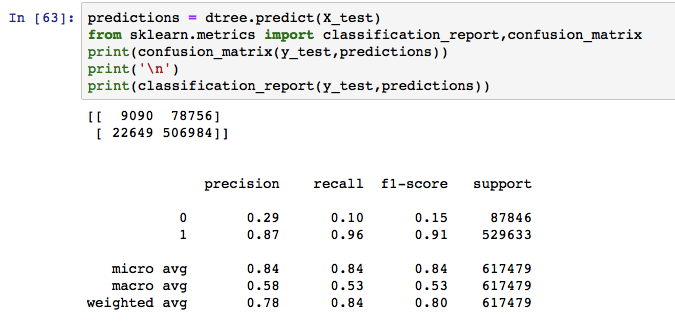 In [63]: predictions = dtree.predict(X_test)
from sklearn.metrics import classification_report,confusion_matrix
print(confusion_matrix(y_test,predictions))
print('\n')
print(classification_report(y_test,predictions))
[[  9090  78756]
 [ 22649 506984]]
precision    recall  f1-score   support
0       0.29      0.10      0.15     87846
1       0.87      0.96      0.91    529633
micro avg       0.84      0.84      0.84    617479
macro avg       0.58      0.53      0.53    617479
weighted avg       0.78      0.84      0.80    617479